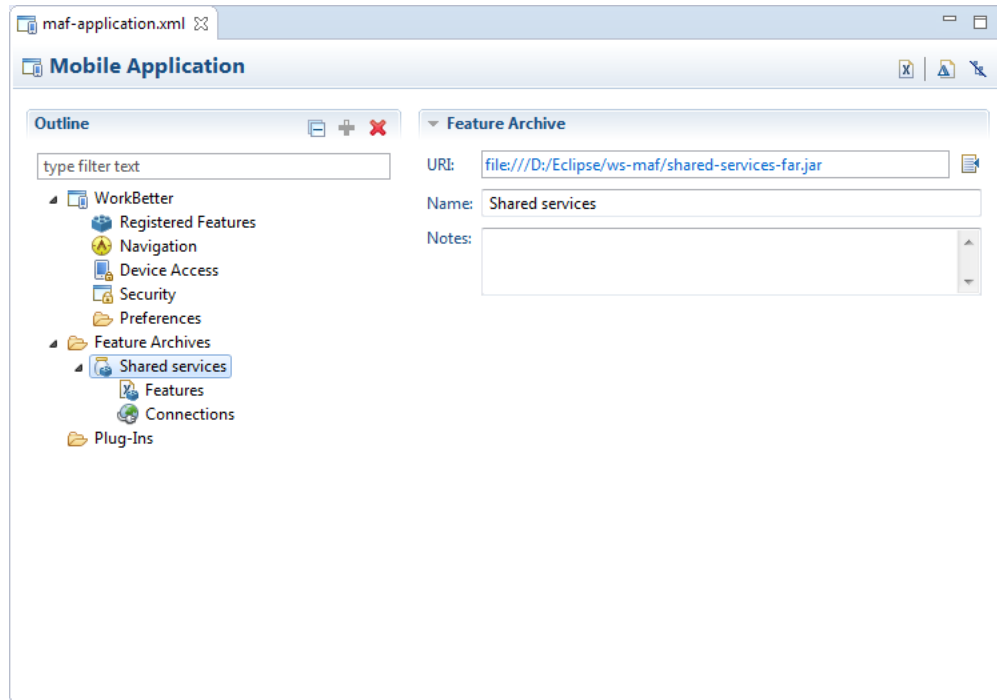 maf-application.xml
Mobile Application
Outline
type filter text
WorkBetter
Registered Features
Navigation
Device Access
Security
Preferences
Feature Archives
Shared services
Features
Connections
Plug-Ins
Feature Archive
URI: file:///D:/Eclipse/ws-maf/shared-services-far.jar
Name: Shared services
Notes: